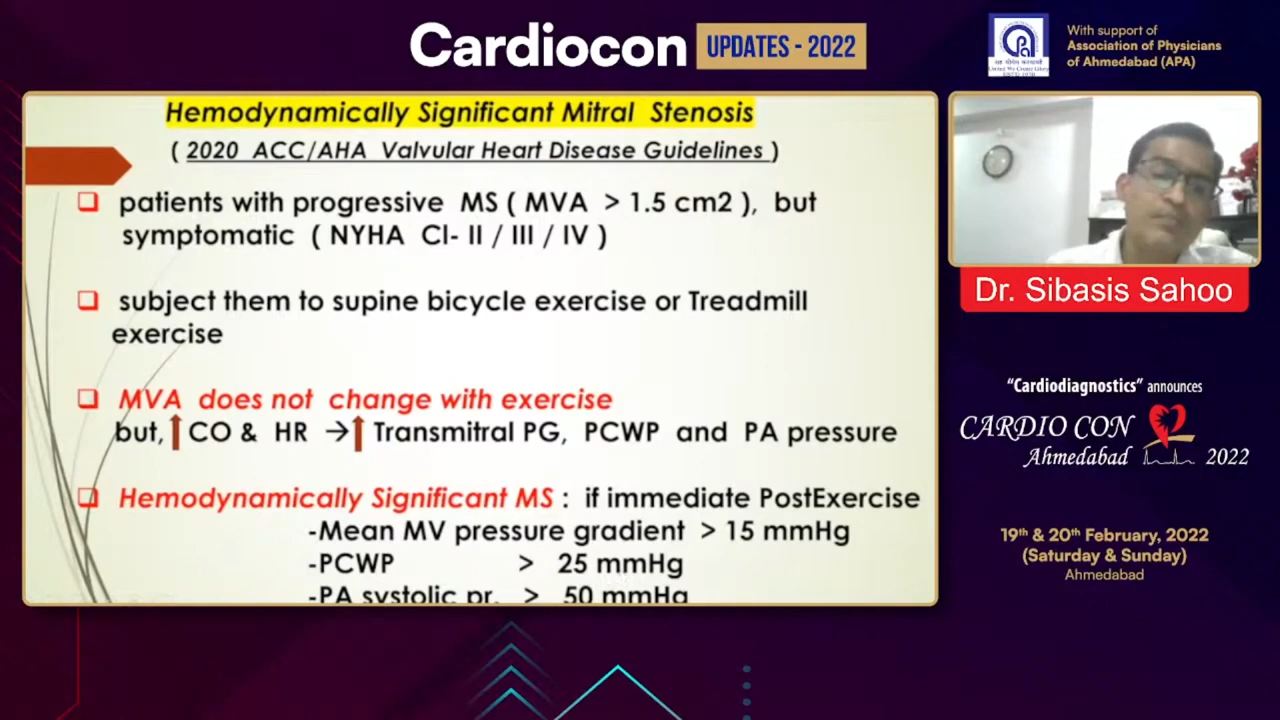 Cardiocon UPDATES - 2022
With support of
Association of Physicians
of Ahmedabad (APA)
Hemodynamically Significant Mitral Stenosis
( 2020 ACC/AHA Valvular Heart Disease Guidelines )
❑ patients with progressive MS ( MVA > 1.5 cm2 ), but
symptomatic ( NYHA Cl- II / III / IV )
❑ subject them to supine bicycle exercise or Treadmill
exercise
❑ MVA does not change with exercise
but, ↑ CO & HR → ↑ Transmitral PG, PCWP and PA pressure
❑ Hemodynamically Significant MS : if immediate PostExercise
-Mean MV pressure gradient > 15 mmHg
-PCWP > 25 mmHg
-PA systolic pr. > 50 mmHg
Dr. Sibasis Sahoo
"Cardiodiagnostics" announces
CARDIO CON
Ahmedabad 2022
19th & 20th February, 2022
(Saturday & Sunday)
Ahmedabad